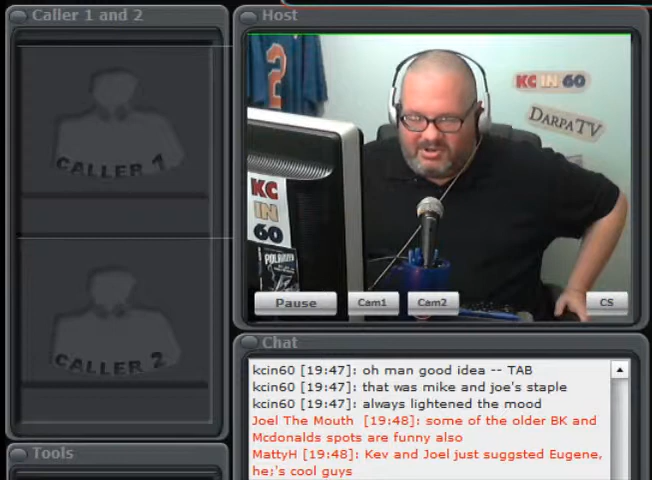 Caller 1 and 2
CALLER 1
CALLER 2
Tools
Host
2
KC IN 60
DARPATV
KC
IN
60
Pause
Cam1
Cam2
CS
Chat
kcin60 [19:47]: oh man good idea -- TAB
kcin60 [19:47]: that was mike and joe's staple
kcin60 [19:47]: always lightened the mood
Joel The Mouth [19:48]: some of the older BK and
Mcdonalds spots are funny also
MattyH [19:48]: Kev and Joel just suggsted Eugene,
he;'s cool guys